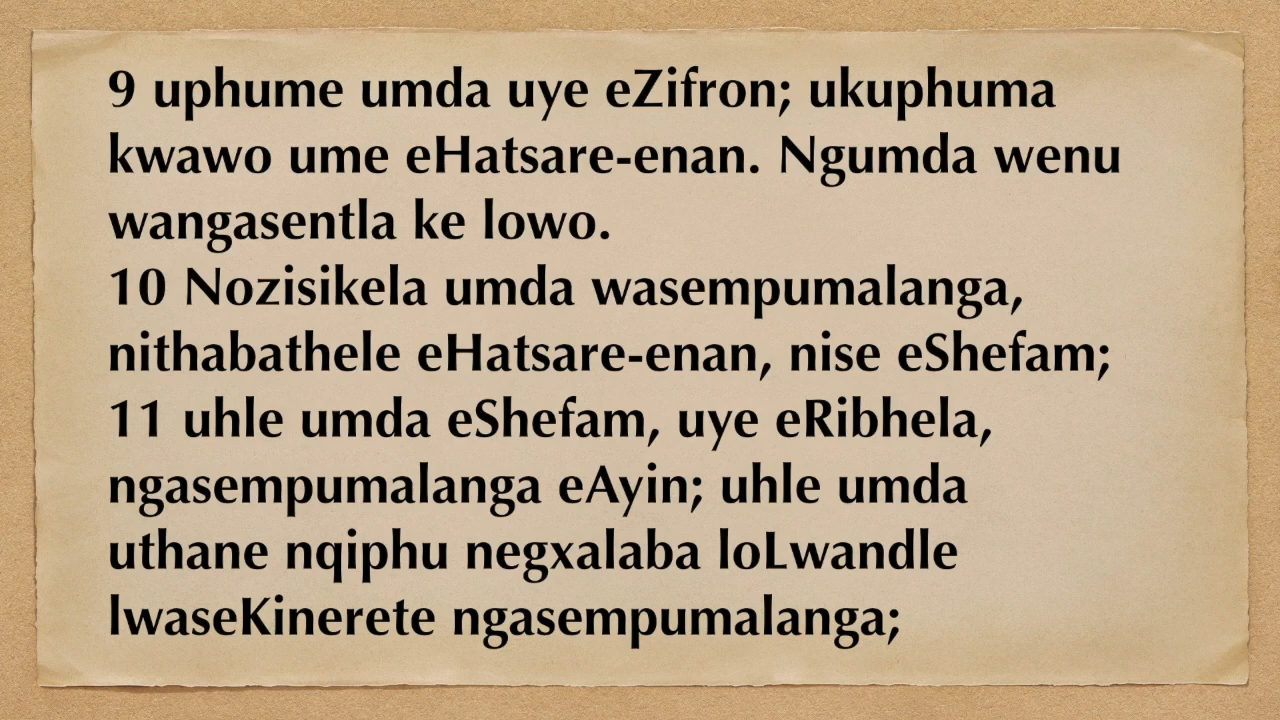 9 uphume umda uye eZifron; ukuphuma
kwawo ume eHatsare-enan. Ngumda wenu
wangasentla ke lowo.
10 Nozisikela umda wasempumalanga,
nithabathele eHatsare-enan, nise eShefam;
11 uhle umda eShefam, uye eRibhela,
ngasempumalanga eAyin; uhle umda
uthane nqiphu negxalaba loLwandle
lwaseKinerete ngasempumalanga;